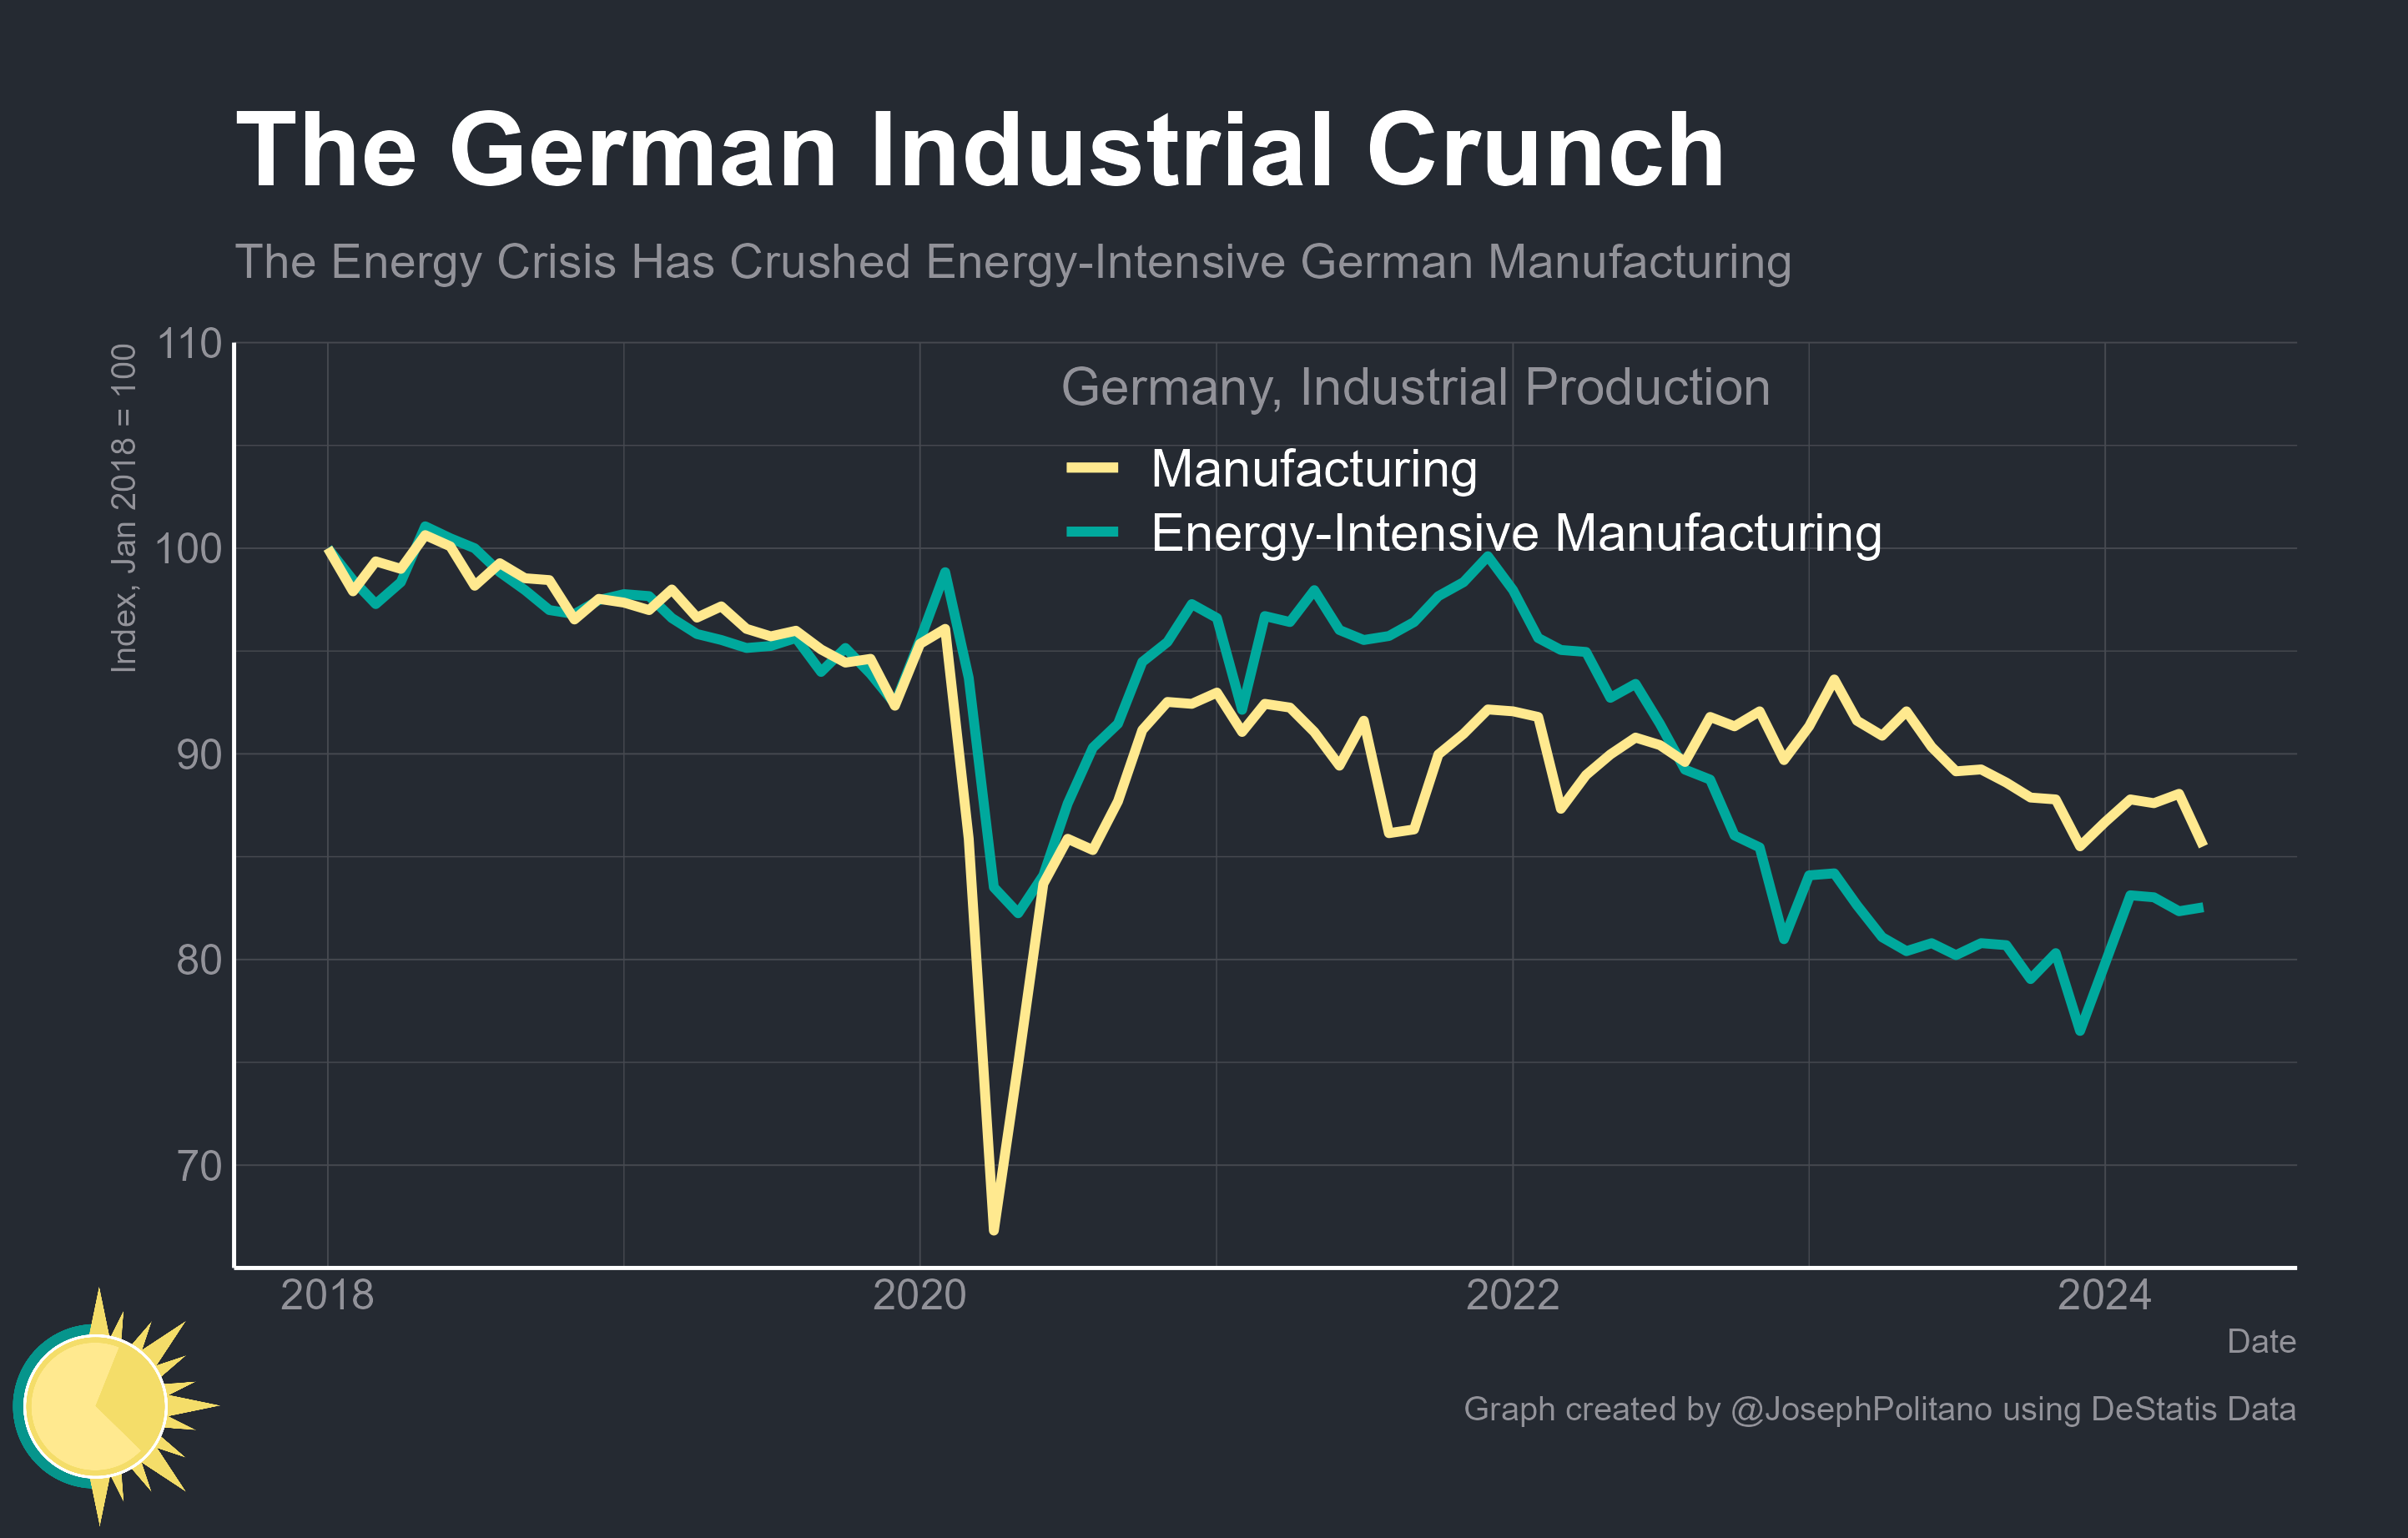 The German Industrial Crunch
The Energy Crisis Has Crushed Energy-Intensive German Manufacturing
Index, Jan 2018 = 100
110
100
90
80
70
Germany, Industrial Production
Manufacturing
Energy-Intensive Manufacturing
2018
2020
2022
2024
Date
Graph created by @JosephPolitano using DeStatis Data